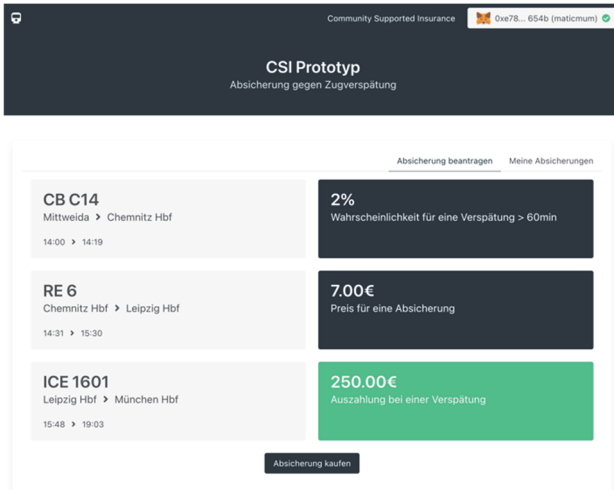 Community Supported Insurance
0xe78... 654b (maticmum)
CSI Prototyp
Absicherung gegen Zugverspätung
Absicherung beantragen
Meine Absicherungen
CB C14
Mittweida > Chemnitz Hbf
14:00 > 14:19
2%
Wahrscheinlichkeit für eine Verspätung > 60min
RE 6
Chemnitz Hbf > Leipzig Hbf
14:31 > 15:30
7.00€
Preis für eine Absicherung
ICE 1601
Leipzig Hbf > München Hbf
15:48 > 19:03
250.00€
Auszahlung bei einer Verspätung
Absicherung kaufen